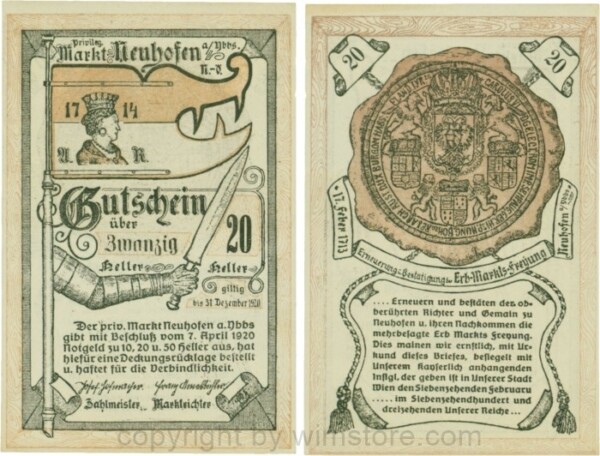 Privileg.
Markt Neuhofen a/Ybbs.
N.-Ö.
17 14
A. R.
Gutschein
über
Zwanzig 20
Heller Heller
giltig
bis 31. Dezember 1920
Der priv. Markt Neuhofen a. Ybbs
gibt mit Beschluß vom 7. April 1920
Notgeld zu 10, 20 u. 50 Heller aus, hat
hiefür eine Deckungsrücklage bestellt
u. haftet für die Verbindlichkeit.
Zahlmeister. Marktrichter
20 20
* 17. Feber 1713
Neuhofen a/Ybbs *
Erneuerung u. Bestätigung der Erb-Markts-Freyung
.... Erneuern und bestäten des. ob-
berührten Richter und Gemain zu
Neuhofen u. ihren Nachkommen die
mehrbesagte Erb Markts Freyung.
Dies mainen wir ernstlich, mit Ur-
kund dieses Briefes, besieglet mit
Unserem Kayserlich anhangenden
Insigl, der geben ist in Unserer Stadt
Wien den Siebenzehenden Februaru
.... im Siebenzehendhundert und
dreizehenden Unserer Reiche ...
copyright by wimstore.com